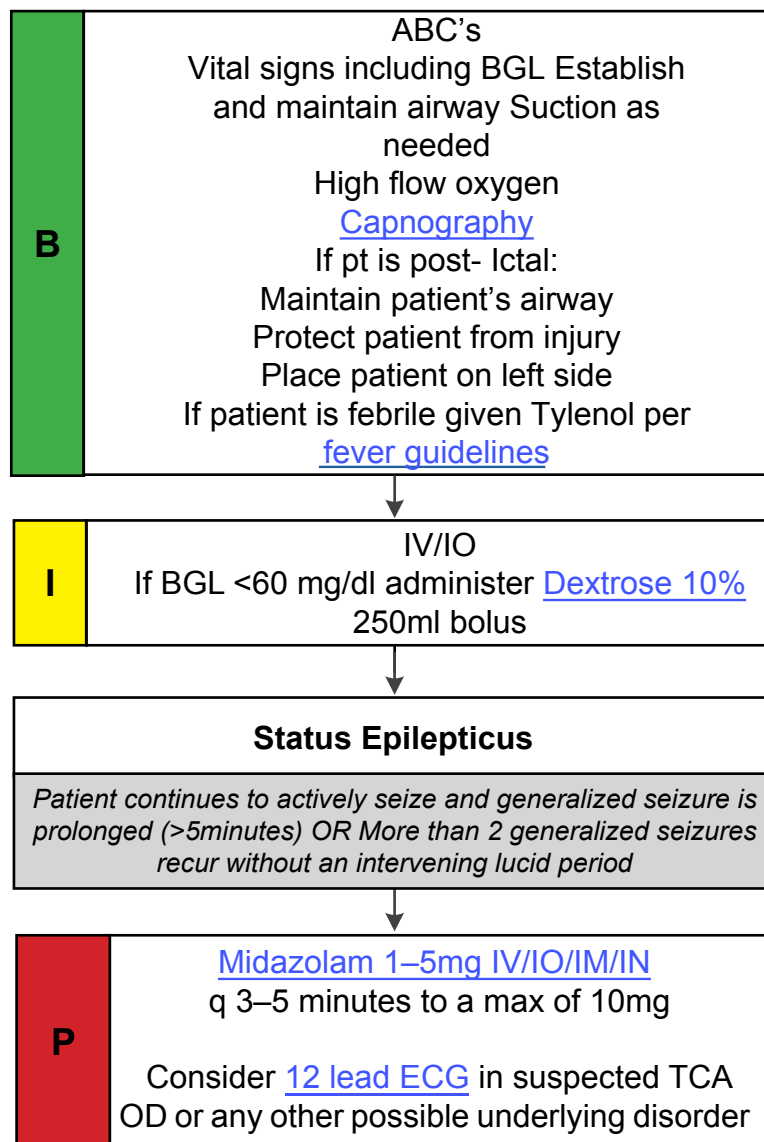 B
ABC’s
Vital signs including BGL Establish
and maintain airway Suction as
needed
High flow oxygen
Capnography
If pt is post- Ictal:
Maintain patient’s airway
Protect patient from injury
Place patient on left side
If patient is febrile given Tylenol per
fever guidelines
I
IV/IO
If BGL <60 mg/dl administer Dextrose 10%
250ml bolus
Status Epilepticus
Patient continues to actively seize and generalized seizure is
prolonged (>5minutes) OR More than 2 generalized seizures
recur without an intervening lucid period
P
Midazolam 1–5mg IV/IO/IM/IN
q 3–5 minutes to a max of 10mg
Consider 12 lead ECG in suspected TCA
OD or any other possible underlying disorder